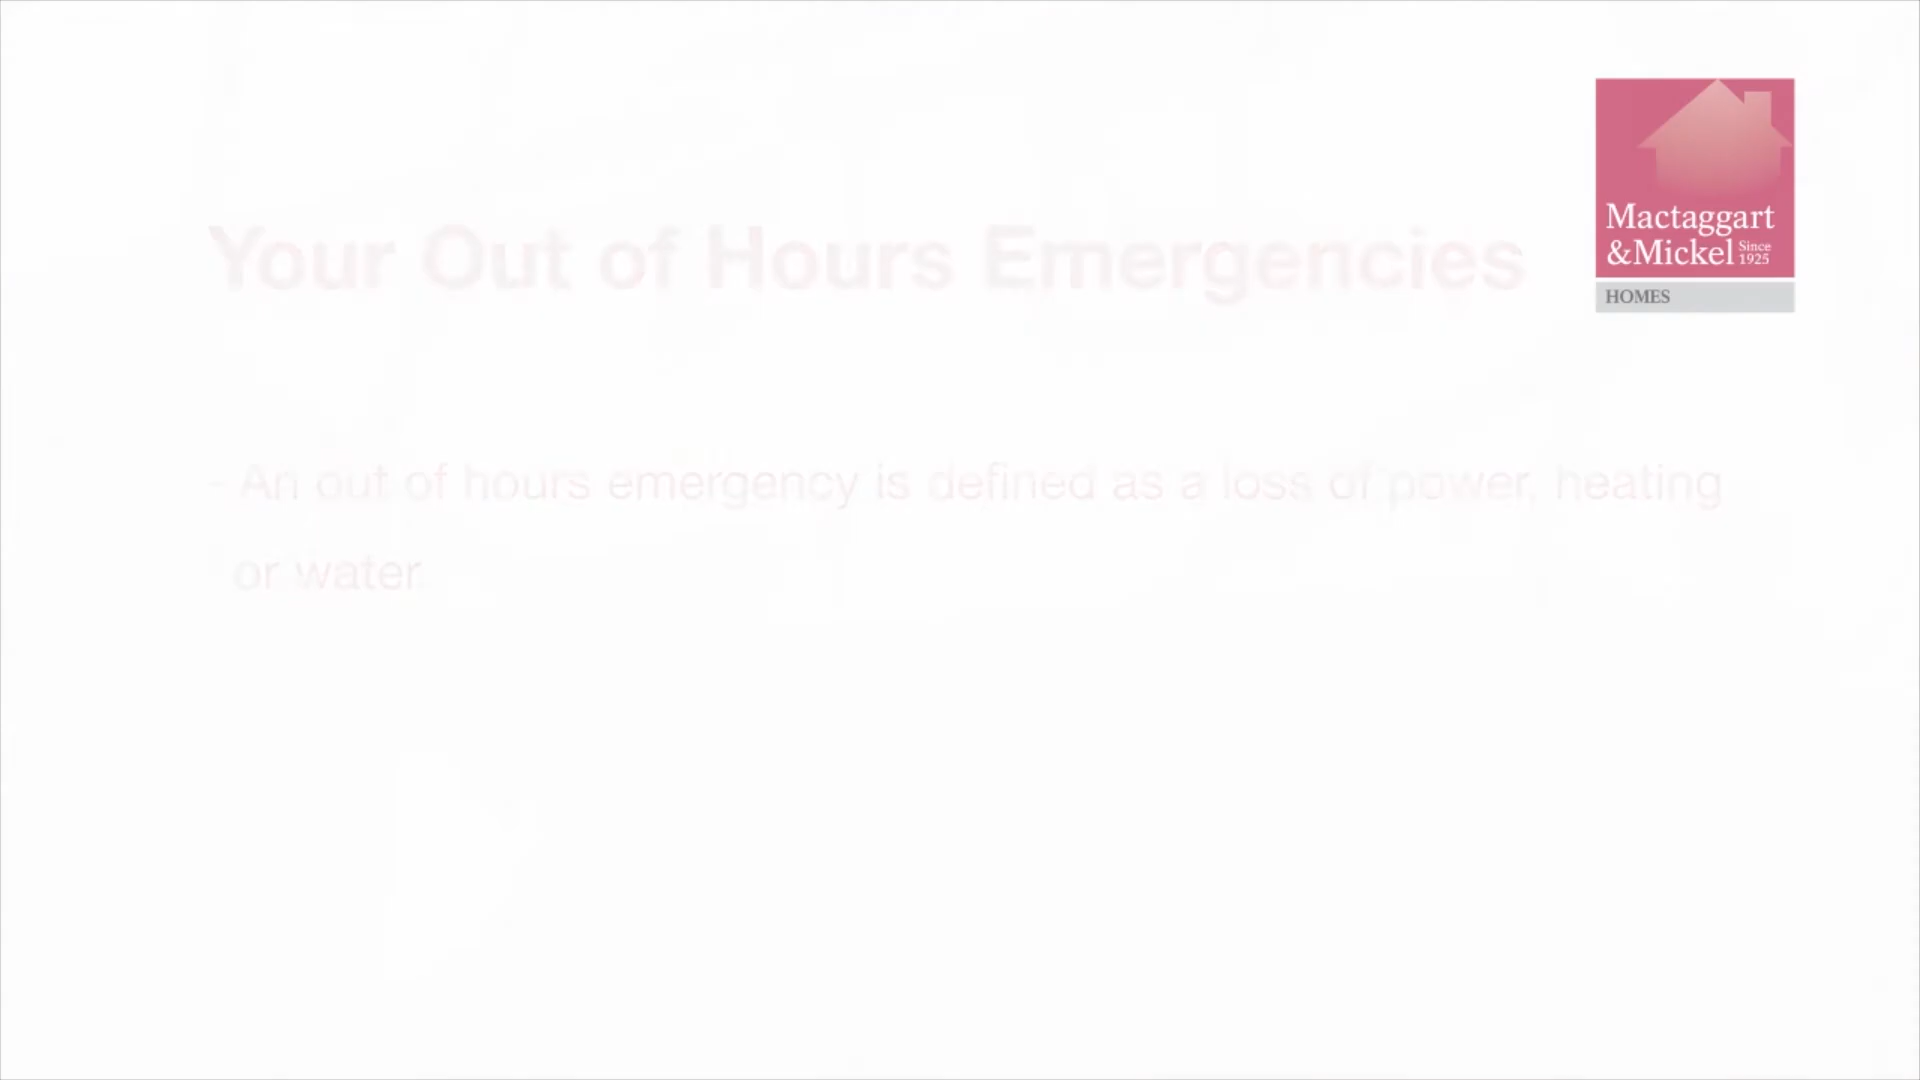 Mactaggart
&Mickel Since
1925
HOMES
Your Out of Hours Emergencies
- An out of hours emergency is defined as a loss of power, heating
or water.